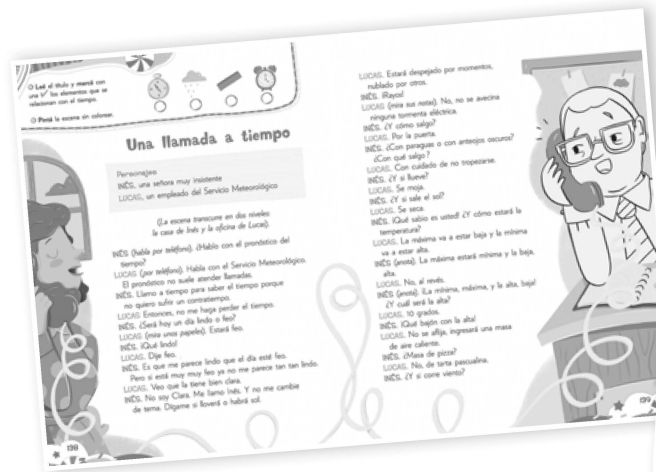 Leé el título y marcá con
una ✓ los elementos que se
relacionan con el tiempo.
Pintá la escena sin colorear.
Una llamada a tiempo
Personajes
INÉS, una señora muy insistente
LUCAS, un empleado del Servicio Meteorológico
(La escena transcurre en dos niveles:
la casa de Inés y la oficina de Lucas).
INÉS (habla por teléfono). ¿Hablo con el pronóstico del
tiempo?
LUCAS (por teléfono). Habla con el Servicio Meteorológico.
El pronóstico no suele atender llamadas.
INÉS. Llamo a tiempo para saber el tiempo porque
no quiero sufrir un contratiempo.
LUCAS Entonces, no me haga perder el tiempo.
INÉS. ¿Será hoy un día lindo o feo?
LUCAS (mira unos papeles). Estará feo.
INÉS. ¡Qué lindo!
LUCAS. Dije feo.
INÉS. Es que me parece lindo que el día esté feo.
Pero si está muy muy feo ya no me parece tan tan lindo.
LUCAS. Veo que la tiene bien clara.
INÉS. No soy Clara. Me llamo Inés. Y no me cambie
de tema. Dígame si lloverá o habrá sol.
138
LUCAS. Estará despejado por momentos,
nublado por otros.
INÉS. ¡Rayos!
LUCAS (mira sus notas). No, no se avecina
ninguna tormenta eléctrica.
INÉS. ¿Y cómo salgo?
LUCAS. Por la puerta.
INÉS. ¿Con paraguas o con anteojos oscuros?
¿Con qué salgo?
LUCAS. Con cuidado de no tropezarse.
INÉS. ¿Y si llueve?
LUCAS. Se moja.
INÉS. ¿Y si sale el sol?
LUCAS. Se seca.
INÉS. ¡Qué sabio es usted! ¿Y cómo estará la
temperatura?
LUCAS. La máxima va a estar baja y la mínima
va a estar alta.
INÉS (anota). La máxima estará mínima y la baja,
alta.
LUCAS. No, al revés.
INÉS (anota). ¡La mínima, máxima, y la alta, baja!
¿Y cuál será la alta?
LUCAS. 10 grados.
INÉS. ¡Qué bajón con la alta!
LUCAS. No se aflija, ingresará una masa
de aire caliente.
INÉS. ¿Masa de pizza?
LUCAS. No, de tarta pascualina.
INÉS. ¿Y si corre viento?
139